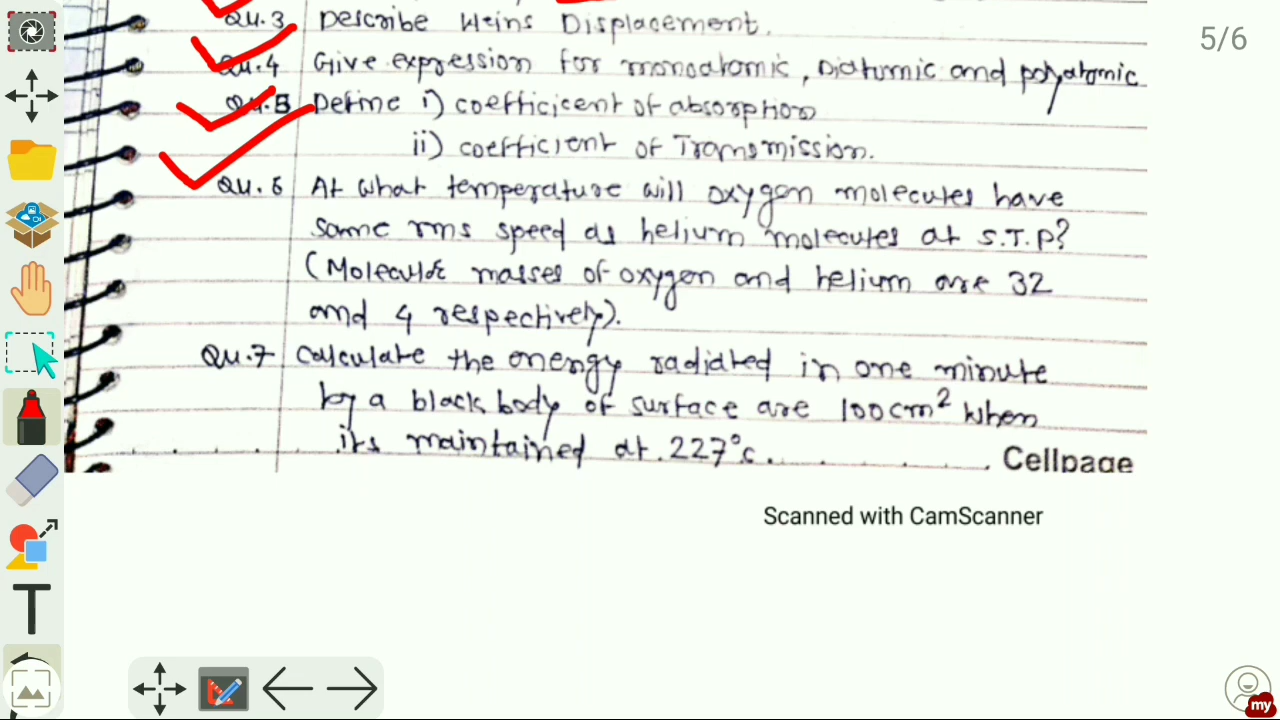 5/6
Qu.3 Describe Weins Displacement.
Qu.4 Give expression for monoatomic, Diatomic and polyatomic
Qu.5 Define i) coefficient of absorption
ii) coefficient of Transmission.
Qu.6 At what temperature will oxygen molecules have
same rms speed as helium molecules at S.T.P?
(Molecular masses of oxygen and helium are 32
and 4 respectively).
Qu.7 Calculate the energy radiated in one minute
by a black body of surface are 100cm² when
its maintained at 227°c.
Cellpage
Scanned with CamScanner
T
my